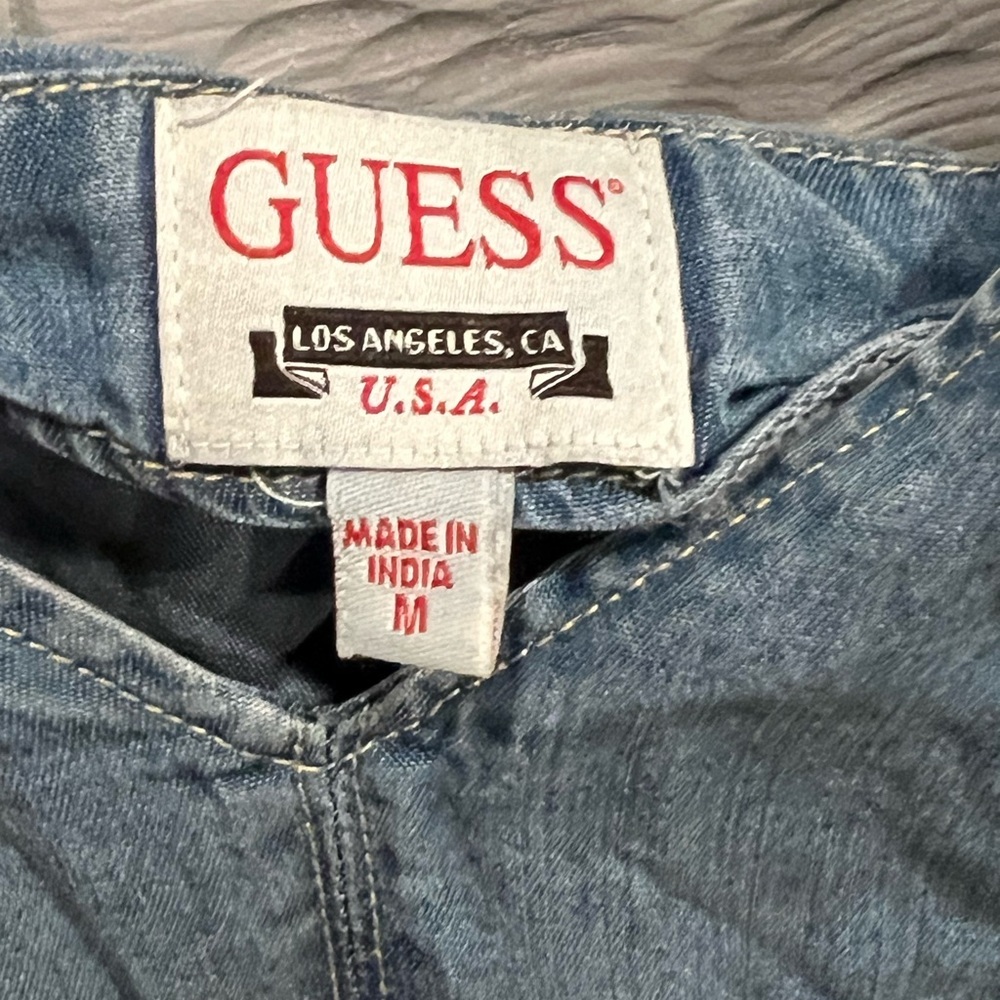 GUESS®
LOS ANGELES, CA
U.S.A.
MADE IN
INDIA
M